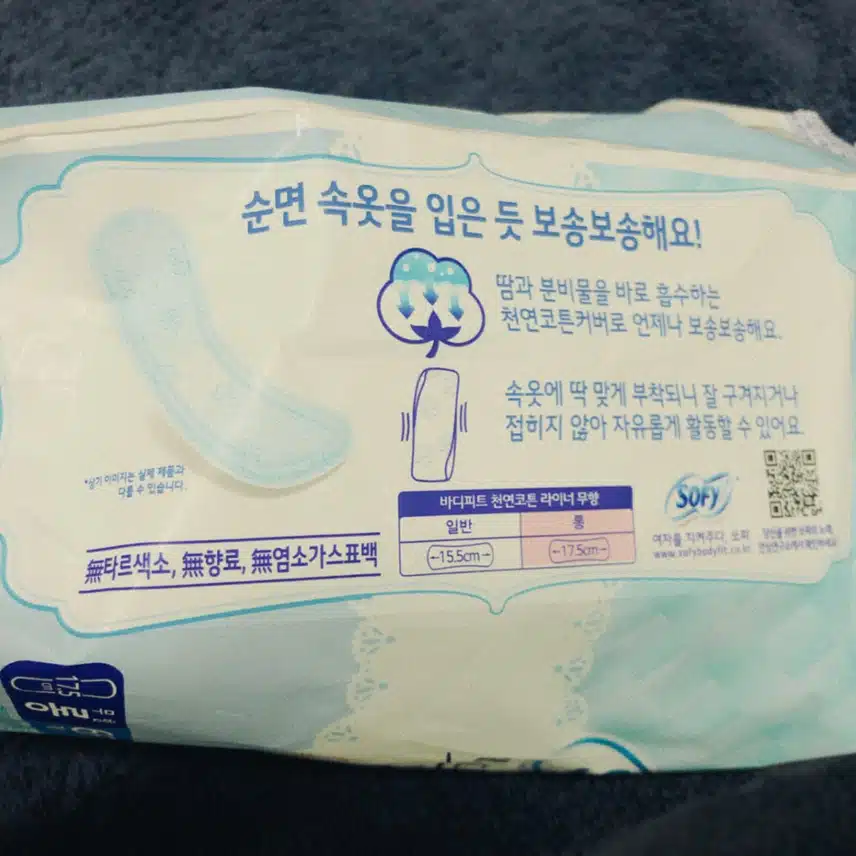 순면 속옷을 입은 듯 보송보송해요!
땀과 분비물을 바로 흡수하는
천연코튼커버로 언제나 보송보송해요.
속옷에 딱 맞게 부착되니 잘 구겨지거나
접히지 않아 자유롭게 활동할 수 있어요.
*상기 이미지는 실제 제품과
다를 수 있습니다.
無타르색소, 無향료, 無염소가스표백
바디피트 천연코튼 라이너 무향
일반 롱
15.5cm 17.5cm
SOFY
여자를 지켜주다, 쏘피
www.sofybodyfit.co.kr
17.5